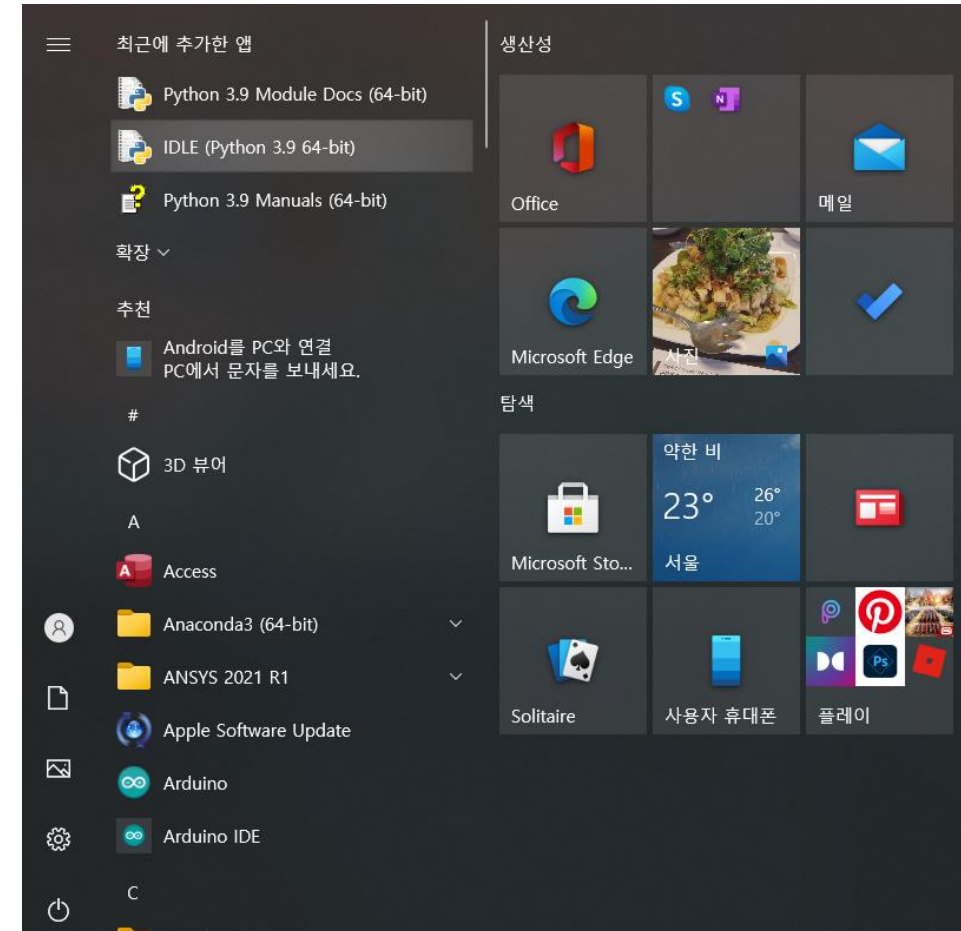 최근에 추가한 앱
Python 3.9 Module Docs (64-bit)
IDLE (Python 3.9 64-bit)
Python 3.9 Manuals (64-bit)
확장
추천
Android를 PC와 연결
PC에서 문자를 보내세요.
#
3D 뷰어
A
Access
Anaconda3 (64-bit)
ANSYS 2021 R1
Apple Software Update
Arduino
Arduino IDE
C
생산성
Office
메일
Microsoft Edge
사진
탐색
Microsoft Sto...
약한 비
23°
26°
20°
서울
Solitaire
사용자 휴대폰
Ps
플레이